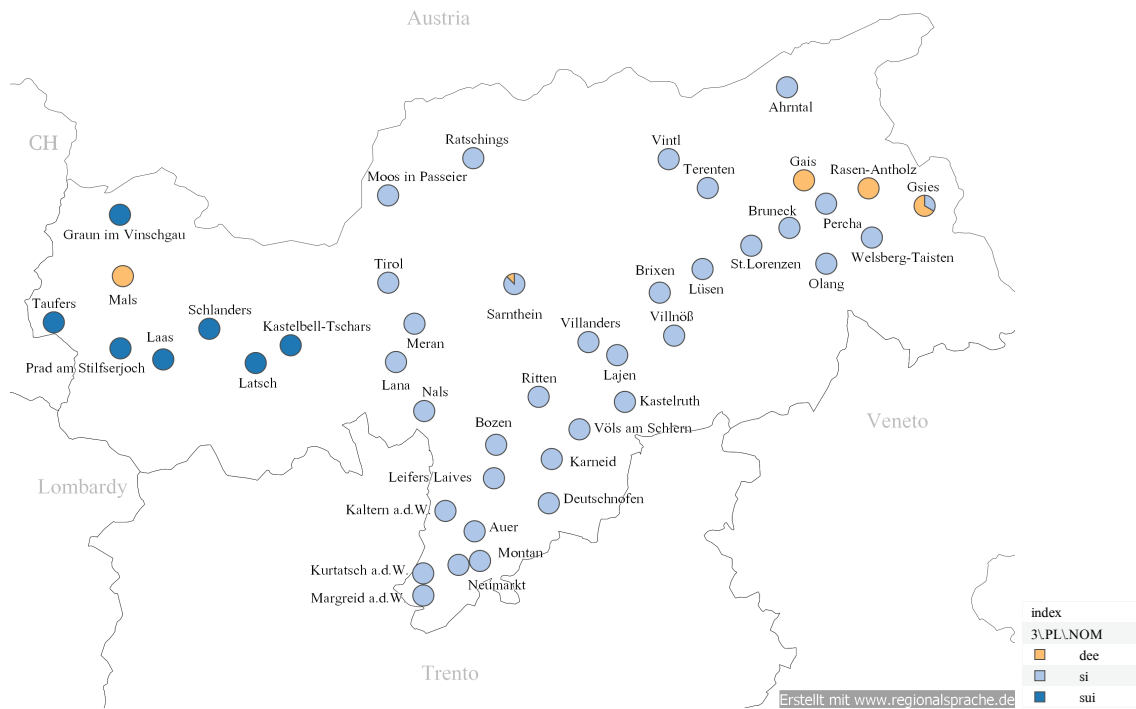 Austria
Ahrntal
CH
Ratschings
Vintl
Moos in Passeier
Terenten
Gais
Rasen-Antholz
Gsies
Graun im Vinschgau
Bruneck
Percha
St.Lorenzen
Welsberg-Taisten
Tirol
Brixen
Lüsen
Olang
Mals
Sarnthein
Taufers
Schlanders
Villanders
Villnöß
Laas
Kastelbell-Tschars
Meran
Prad am Stilfserjoch
Latsch
Lana
Lajen
Nals
Ritten
Kastelruth
Bozen
Völs am Schlern
Veneto
Karneid
Leifers/Laives
Lombardy
Deutschnofen
Kaltern a.d.W.
Auer
Montan
Kurtatsch a.d.W.
Neumarkt
Margreid a.d.W.
Trento
index
3\.PL\.NOM
dee
si
sui
Erstellt mit www.regionalsprache.de